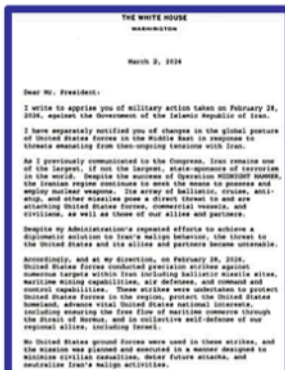 THE WHITE HOUSE
WASHINGTON
March 2, 2026
Dear Mr. President:
I write to apprise you of military action taken on February 28,
2026, against the Government of the Islamic Republic of Iran.
I have separately notified you of changes in the global posture
of United States forces in the Middle East in response to
threats emanating from then-ongoing tensions with Iran.
As I previously communicated to the Congress, Iran remains one
of the largest, if not the largest, state-sponsors of terrorism
in the world. Despite the success of Operation MIDNIGHT HAMMER,
the Iranian regime continues to seek the means to possess and
employ nuclear weapons. Its array of ballistic, cruise, anti-
ship, and other missiles pose a direct threat to and are
attacking United States forces, commercial vessels, and
civilians, as well as those of our allies and partners.
Despite my Administration's repeated efforts to achieve a
diplomatic solution to Iran's malign behavior, the threat to
the United States and its allies and partners became untenable.
Accordingly, and at my direction, on February 28, 2026,
United States forces conducted precision strikes against
numerous targets within Iran including ballistic missile sites,
maritime mining capabilities, air defenses, and command and
control capabilities. These strikes were undertaken to protect
United States forces in the region, protect the United States
homeland, advance vital United States national interests,
including ensuring the free flow of maritime commerce through
the Strait of Hormuz, and in collective self-defense of our
regional allies, including Israel.
No United States ground forces were used in these strikes, and
the mission was planned and executed in a manner designed to
minimize civilian casualties, deter future attacks, and
neutralize Iran's malign activities.